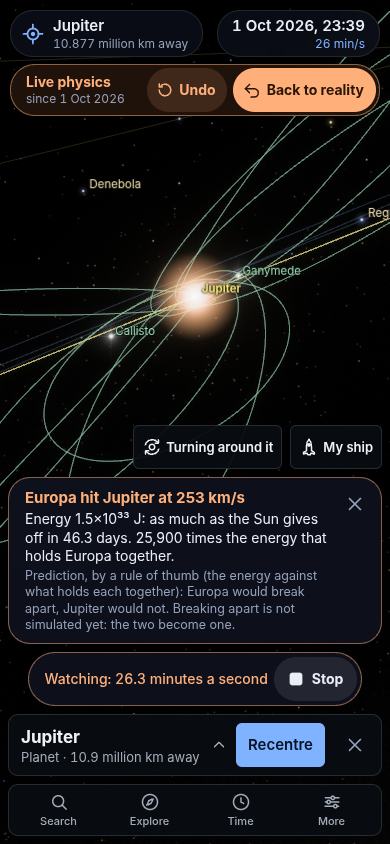 Jupiter
10.877 million km away
1 Oct 2026, 23:39
26 min/s
Live physics
since 1 Oct 2026
Undo
Back to reality
Denebola
Reg
Ganymede
Jupiter
Callisto
Turning around it
My ship
Europa hit Jupiter at 253 km/s
Energy 1.5×10³³ J: as much as the Sun gives
off in 46.3 days. 25,900 times the energy that
holds Europa together.
Prediction, by a rule of thumb (the energy against
what holds each together): Europa would break
apart, Jupiter would not. Breaking apart is not
simulated yet: the two become one.
Watching: 26.3 minutes a second
Stop
Jupiter
Planet · 10.9 million km away
Recentre
Search
Explore
Time
More